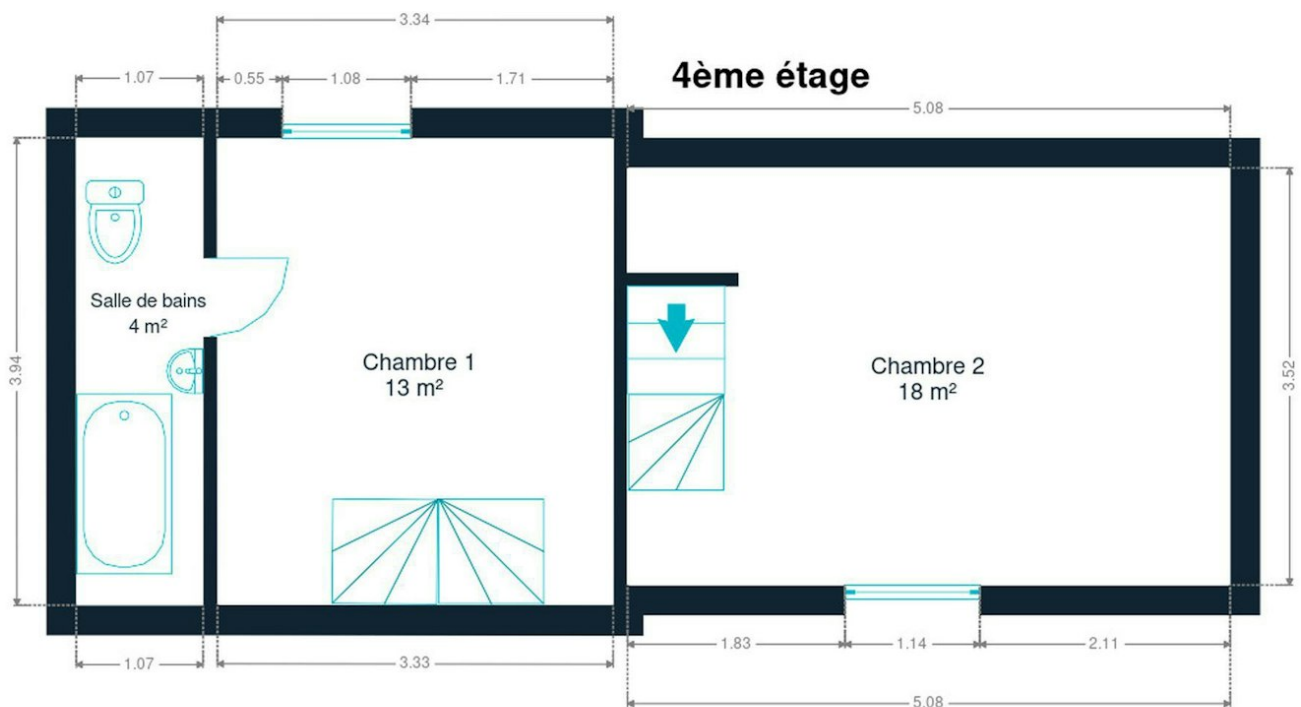 3.34
4ème étage
1.07
0.55
1.08
1.71
5.08
Salle de bains
4 m²
Chambre 1
13 m²
Chambre 2
18 m²
3.94
3.52
1.83
1.14
2.11
1.07
3.33
5.08